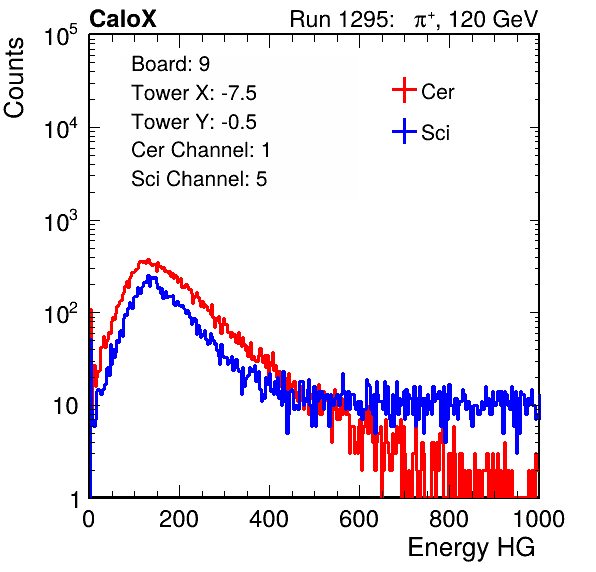 CaloX Run 1295: π⁺, 120 GeV
Counts
Board: 9
Tower X: -7.5
Tower Y: -0.5
Cer Channel: 1
Sci Channel: 5
Cer
Sci
10⁵
10⁴
10³
10²
10
1
0 200 400 600 800 1000
Energy HG